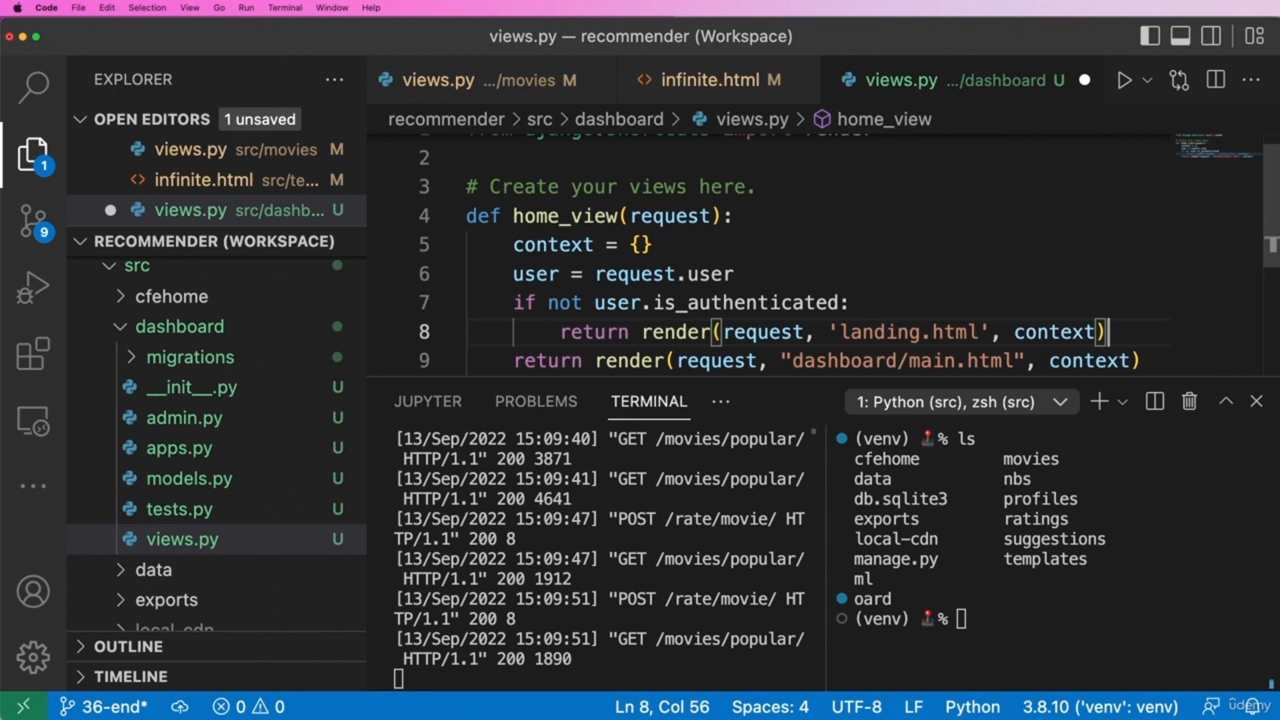 Code File Edit Selection View Go Run Terminal Window Help
views.py — recommender (Workspace)
EXPLORER
views.py .../movies M
infinite.html M
views.py .../dashboard U
OPEN EDITORS 1 unsaved
views.py src/movies M
infinite.html src/te... M
views.py src/dashb... U
RECOMMENDER (WORKSPACE)
src
cfehome
dashboard
migrations
__init__.py U
admin.py U
apps.py U
models.py U
tests.py U
views.py U
data
exports
OUTLINE
TIMELINE
1
9
recommender > src > dashboard > views.py > home_view
2
3 # Create your views here.
4 def home_view(request):
5 context = {}
6 user = request.user
7 if not user.is_authenticated:
8 return render(request, 'landing.html', context)
9 return render(request, "dashboard/main.html", context)
JUPYTER PROBLEMS TERMINAL ... 1: Python (src), zsh (src)
[13/Sep/2022 15:09:40] "GET /movies/popular/
HTTP/1.1" 200 3871
[13/Sep/2022 15:09:41] "GET /movies/popular/
HTTP/1.1" 200 4641
[13/Sep/2022 15:09:47] "POST /rate/movie/ HT
TP/1.1" 200 8
[13/Sep/2022 15:09:47] "GET /movies/popular/
HTTP/1.1" 200 1912
[13/Sep/2022 15:09:51] "POST /rate/movie/ HT
TP/1.1" 200 8
[13/Sep/2022 15:09:51] "GET /movies/popular/
HTTP/1.1" 200 1890
(venv) % ls
cfehome movies
data nbs
db.sqlite3 profiles
exports ratings
local-cdn suggestions
manage.py templates
ml
oard
(venv) %
36-end* 0 0 Ln 8, Col 56 Spaces: 4 UTF-8 LF Python 3.8.10 ('venv': venv)
udemy